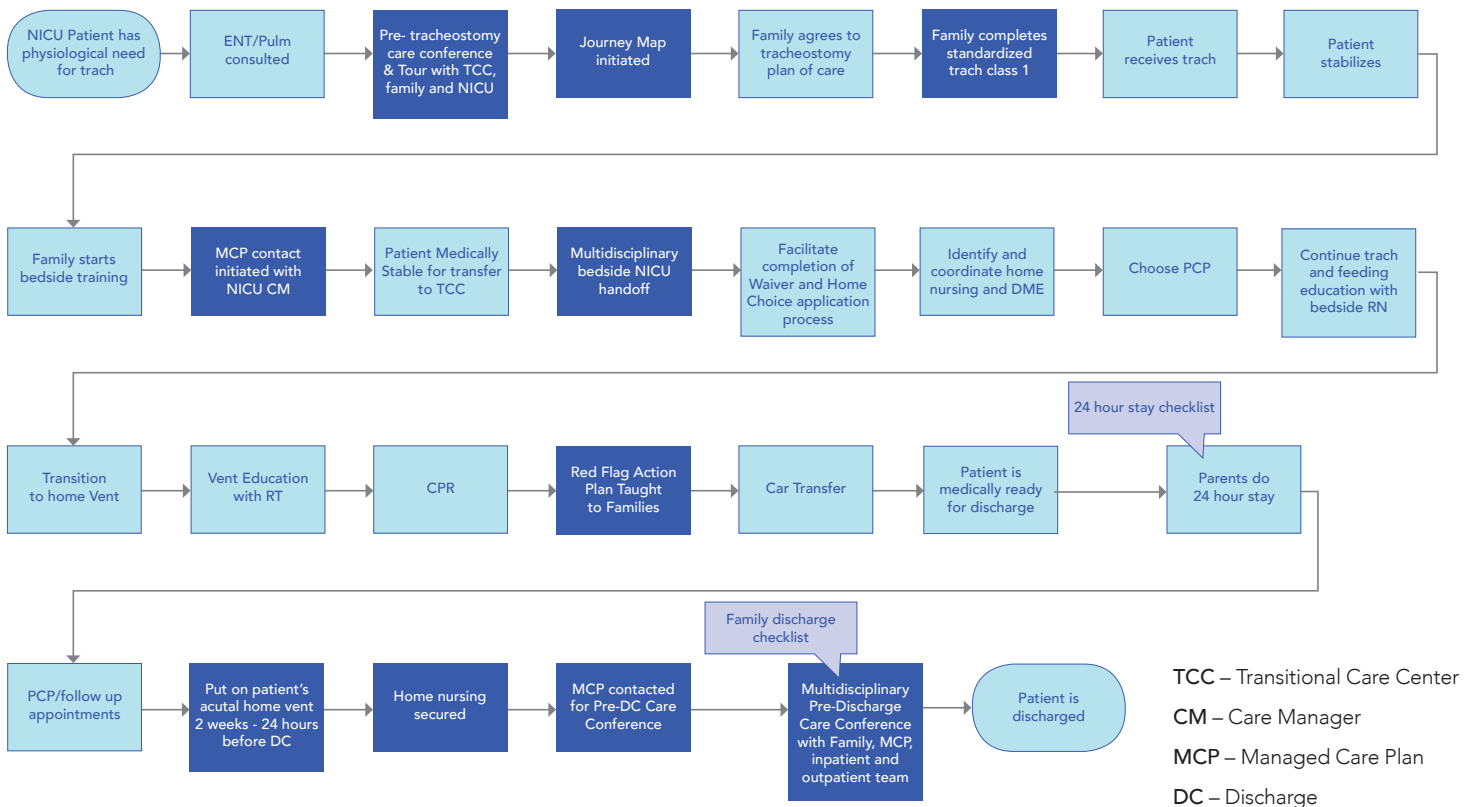 NICU Patient has
physiological need
for trach
ENT/Pulm
consulted
Pre- tracheostomy
care conference
& Tour with TCC,
family and NICU
Journey Map
initiated
Family agrees to
tracheostomy
plan of care
Family completes
standardized
trach class 1
Patient
receives trach
Patient
stabilizes
Family starts
bedside training
MCP contact
initiated with
NICU CM
Patient Medically
Stable for transfer
to TCC
Multidisciplinary
bedside NICU
handoff
Facilitate
completion of
Waiver and Home
Choice application
process
Identify and
coordinate home
nursing and DME
Choose PCP
Continue trach
and feeding
education with
bedside RN
24 hour stay checklist
Transition
to home Vent
Vent Education
with RT
CPR
Red Flag Action
Plan Taught
to Families
Car Transfer
Patient is
medically ready
for discharge
Parents do
24 hour stay
Family discharge
checklist
PCP/follow up
appointments
Put on patient's
acutal home vent
2 weeks - 24 hours
before DC
Home nursing
secured
MCP contacted
for Pre-DC Care
Conference
Multidisciplinary
Pre-Discharge
Care Conference
with Family, MCP,
inpatient and
outpatient team
Patient is
discharged
TCC – Transitional Care Center
CM – Care Manager
MCP – Managed Care Plan
DC – Discharge